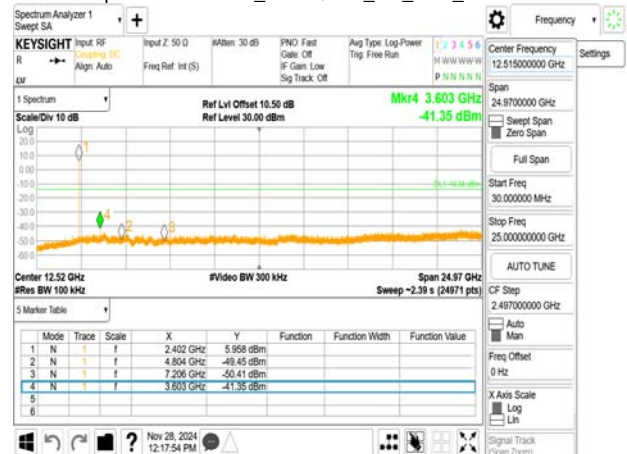 Spectrum Analyzer 1
Swept SA
Frequency
KEYSIGHT
R
LXI
Input: RF
Coupling: DC
Align: Auto
Input Z: 50 Ω
Freq Ref: Int (S)
#Atten: 30 dB
PNO: Fast
Gate: Off
IF Gain: Low
Sig Track: Off
Avg Type: Log-Power
Trig: Free Run
1 2 3 4 5 6
M W W W W W
P N N N N N
Settings
1 Spectrum
Scale/Div 10 dB
Ref Lvl Offset 10.50 dB
Ref Level 30.00 dBm
Mkr4 3.603 GHz
-41.35 dBm
Log
20.0
10.0
0.00
-10.0
-20.0
-30.0
-40.0
-50.0
-60.0
1
4
2
3
Center 12.52 GHz
#Res BW 100 kHz
#Video BW 300 kHz
Span 24.97 GHz
Sweep ~2.39 s (24971 pts)
5 Marker Table
Mode Trace Scale X Y Function Function Width Function Value
1 N 1 f 2.402 GHz 5.958 dBm
2 N 1 f 4.804 GHz -49.45 dBm
3 N 1 f 7.206 GHz -50.41 dBm
4 N 1 f 3.603 GHz -41.35 dBm
5
6
Nov 28, 2024
12:17:54 PM
Center Frequency
12.515000000 GHz
Span
24.9700000 GHz
Swept Span
Zero Span
Full Span
Start Freq
30.000000 MHz
Stop Freq
25.000000000 GHz
AUTO TUNE
CF Step
2.497000000 GHz
Auto
Man
Freq Offset
0 Hz
X Axis Scale
Log
Lin
Signal Track
(Span Zoom)